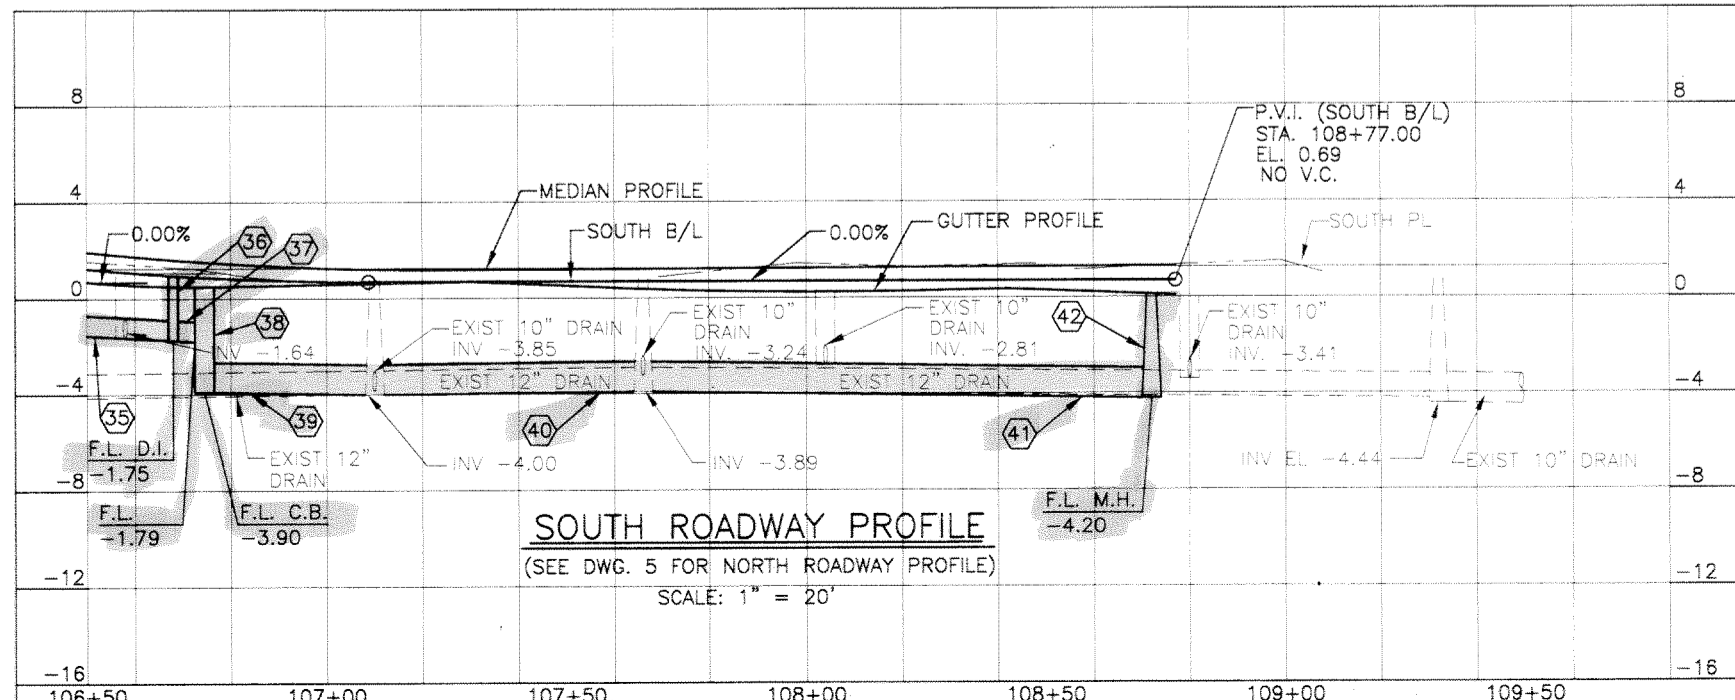 8
8
P.V.I. (SOUTH B/L)
STA. 108+77.00
EL. 0.69
NO V.C.
4
MEDIAN PROFILE
4
0.00%
36
37
SOUTH B/L
0.00%
GUTTER PROFILE
SOUTH PL
0
0
38
INV -1.64
EXIST 10" DRAIN
INV -3.85
EXIST 10"
DRAIN
INV. -3.24
EXIST 10"
DRAIN
INV. -2.81
42
EXIST 10"
DRAIN
INV. -3.41
-4
EXIST 12" DRAIN
EXIST 12" DRAIN
-4
35
39
40
41
F.L. D.I.
-1.75
EXIST 12"
DRAIN
INV -4.00
INV -3.89
INV EL -4.44
EXIST 10" DRAIN
-8
-8
F.L.
-1.79
F.L. C.B.
-3.90
F.L. M.H.
-4.20
SOUTH ROADWAY PROFILE
(SEE DWG. 5 FOR NORTH ROADWAY PROFILE)
SCALE: 1" = 20'
-12
-12
-16
-16
106+50
107+00
107+50
108+00
108+50
109+00
109+50